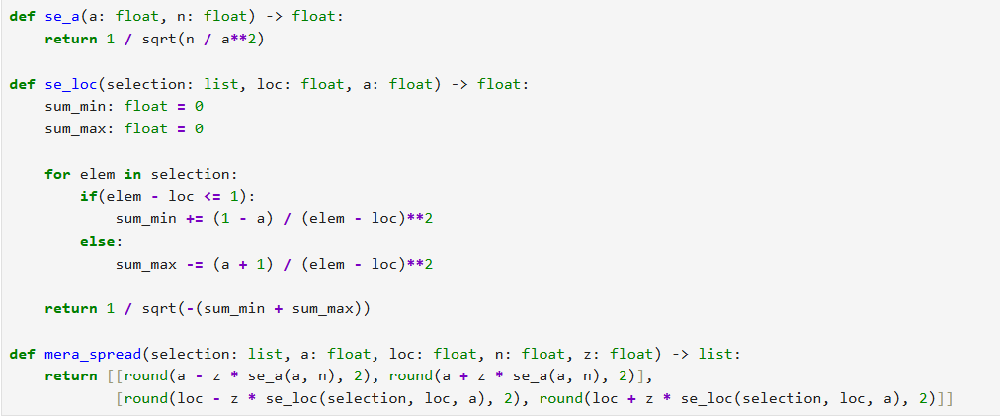 def se_a(a: float, n: float) -> float:
    return 1 / sqrt(n / a**2)

def se_loc(selection: list, loc: float, a: float) -> float:
    sum_min: float = 0
    sum_max: float = 0

    for elem in selection:
        if(elem - loc <= 1):
            sum_min += (1 - a) / (elem - loc)**2
        else:
            sum_max -= (a + 1) / (elem - loc)**2

    return 1 / sqrt(-(sum_min + sum_max))

def mera_spread(selection: list, a: float, loc: float, n: float, z: float) -> list:
    return [[round(a - z * se_a(a, n), 2), round(a + z * se_a(a, n), 2)],
            [round(loc - z * se_loc(selection, loc, a), 2), round(loc + z * se_loc(selection, loc, a), 2)]]